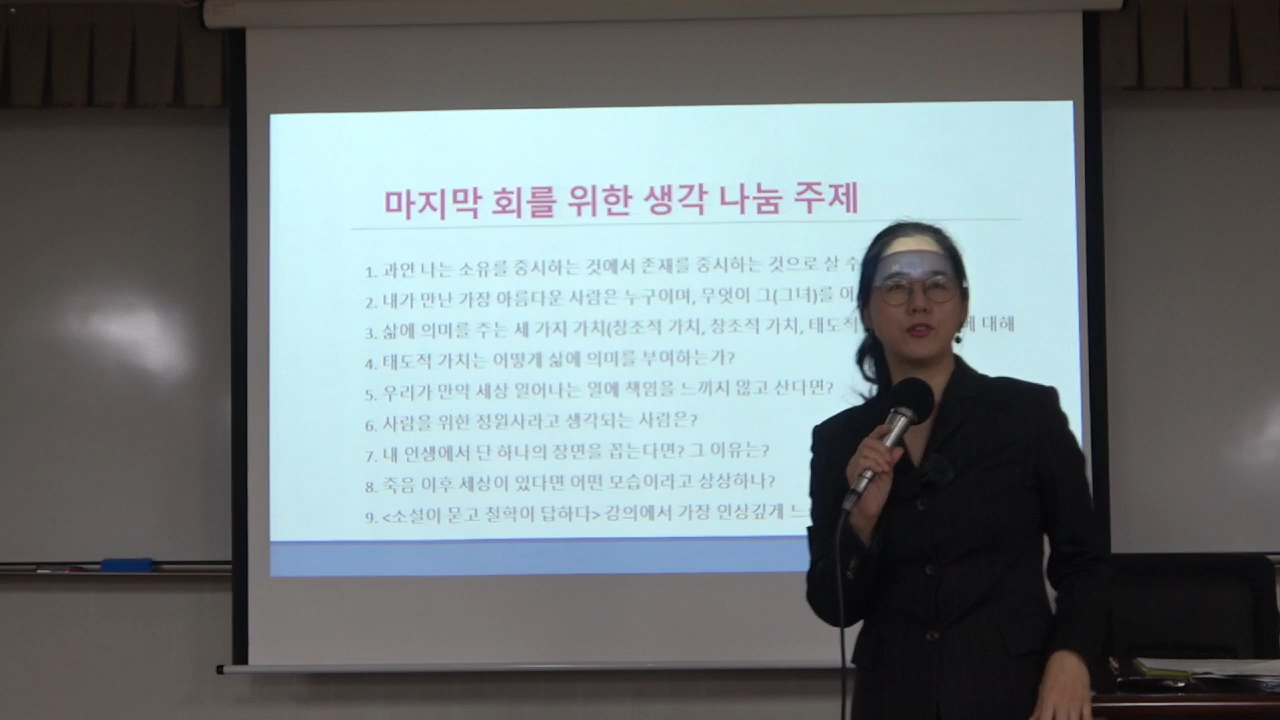 마지막 회를 위한 생각 나눔 주제
1. 과연 나는 소유를 중시하는 것에서 존재를 중시하는 것으로 살 수
2. 내가 만난 가장 아름다운 사람은 누구이며, 무엇이 그(그녀)를
3. 삶에 의미를 주는 세 가지 가치(창조적 가치, 창조적 가치, 태도적 대해
4. 태도적 가치는 어떻게 삶에 의미를 부여하는가?
5. 우리가 만약 세상 일어나는 일에 책임을 느끼지 않고 산다면?
6. 사람을 위한 정원사라고 생각되는 사람은?
7. 내 인생에서 단 하나의 장면을 꼽는다면? 그 이유는?
8. 죽음 이후 세상이 있다면 어떤 모습이라고 상상하나?
9. <소설이 묻고 철학이 답하다> 강의에서 가장 인상깊게